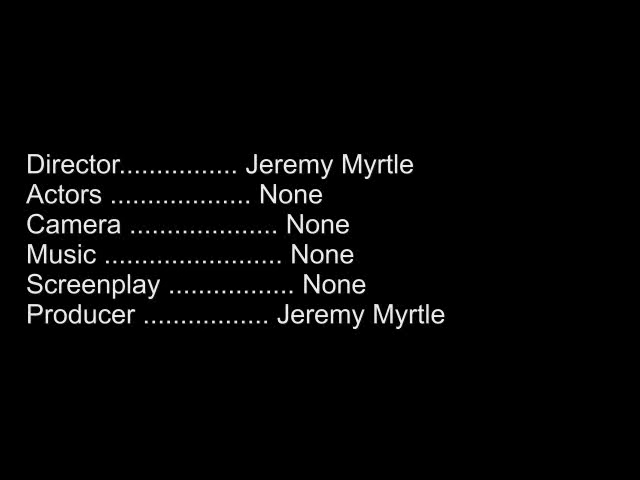 Director................ Jeremy Myrtle
Actors ................... None
Camera .................... None
Music ........................ None
Screenplay ................. None
Producer ................. Jeremy Myrtle